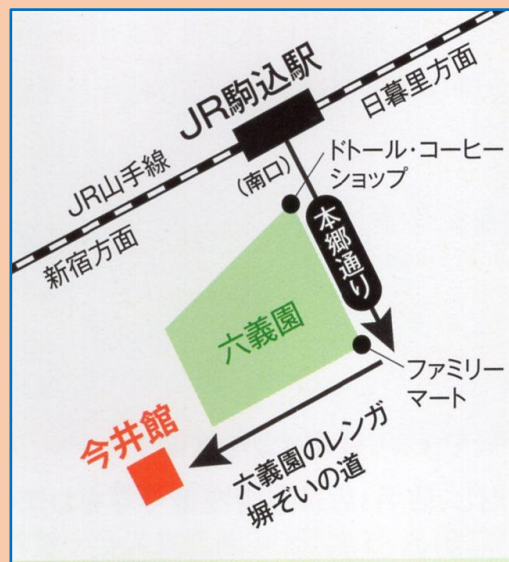 JR駒込駅
日暮里方面
JR山手線
新宿方面
(南口)
ドトール・コーヒー
ショップ
本郷通り
六義園
ファミリー
マート
今井館
六義園のレンガ
塀ぞいの道